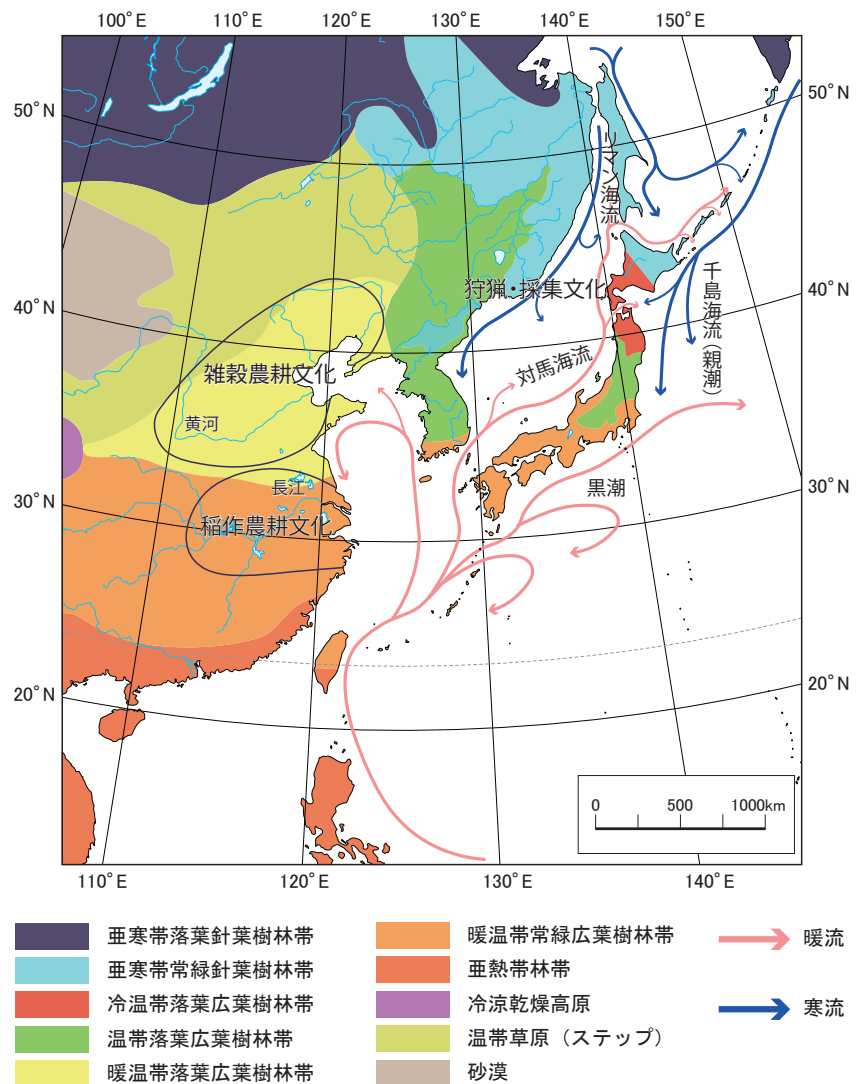 100°E 110°E 120°E 130°E 140°E 150°E
50°N
50°N
リマン海流
狩猟・採集文化
40°N
40°N
千島海流(親潮)
対馬海流
雑穀農耕文化
黄河
長江
黒潮
30°N
30°N
稲作農耕文化
20°N
20°N
0 500 1000km
110°E 120°E 130°E 140°E
亜寒帯落葉針葉樹林帯
亜寒帯常緑針葉樹林帯
冷温帯落葉広葉樹林帯
温帯落葉広葉樹林帯
暖温帯落葉広葉樹林帯
暖温帯常緑広葉樹林帯
亜熱帯林帯
冷涼乾燥高原
温帯草原(ステップ)
砂漠
暖流
寒流